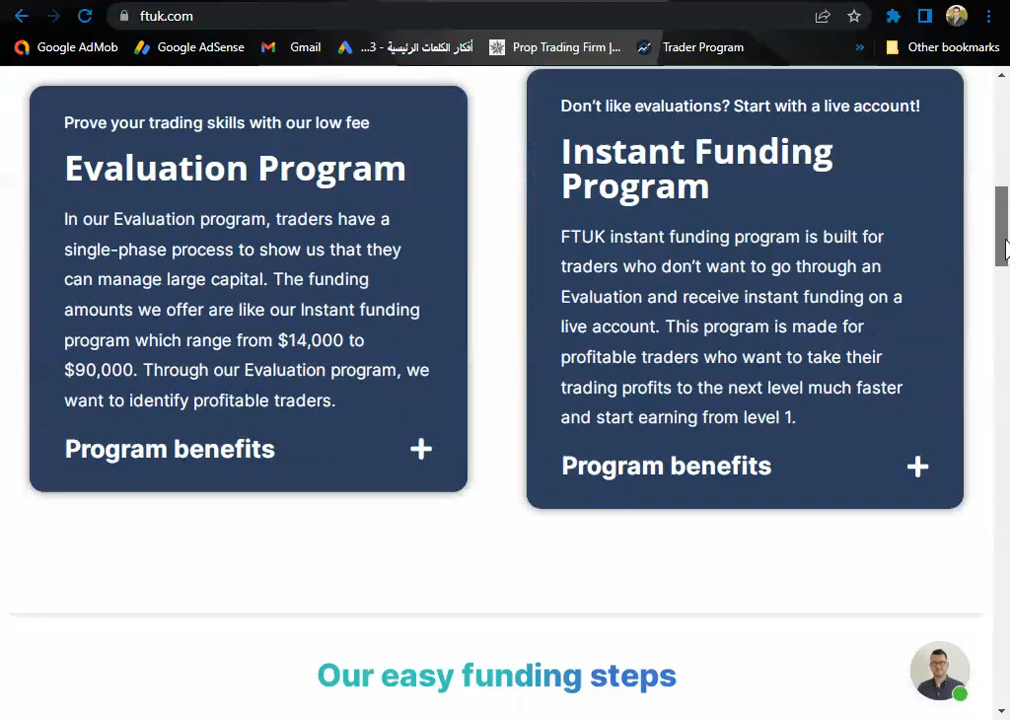 ftuk.com
Google AdMob
Google AdSense
Gmail
أفكار الكلمات الرئيسية - 3...
Prop Trading Firm |...
Trader Program
»
Other bookmarks
Prove your trading skills with our low fee
Evaluation Program
In our Evaluation program, traders have a
single-phase process to show us that they
can manage large capital. The funding
amounts we offer are like our Instant funding
program which range from $14,000 to
$90,000. Through our Evaluation program, we
want to identify profitable traders.
Program benefits +
Don't like evaluations? Start with a live account!
Instant Funding
Program
FTUK instant funding program is built for
traders who don't want to go through an
Evaluation and receive instant funding on a
live account. This program is made for
profitable traders who want to take their
trading profits to the next level much faster
and start earning from level 1.
Program benefits +
Our easy funding steps